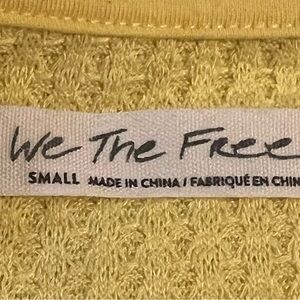 We The Free
SMALL MADE IN CHINA / FABRIQUÉ EN CHIN